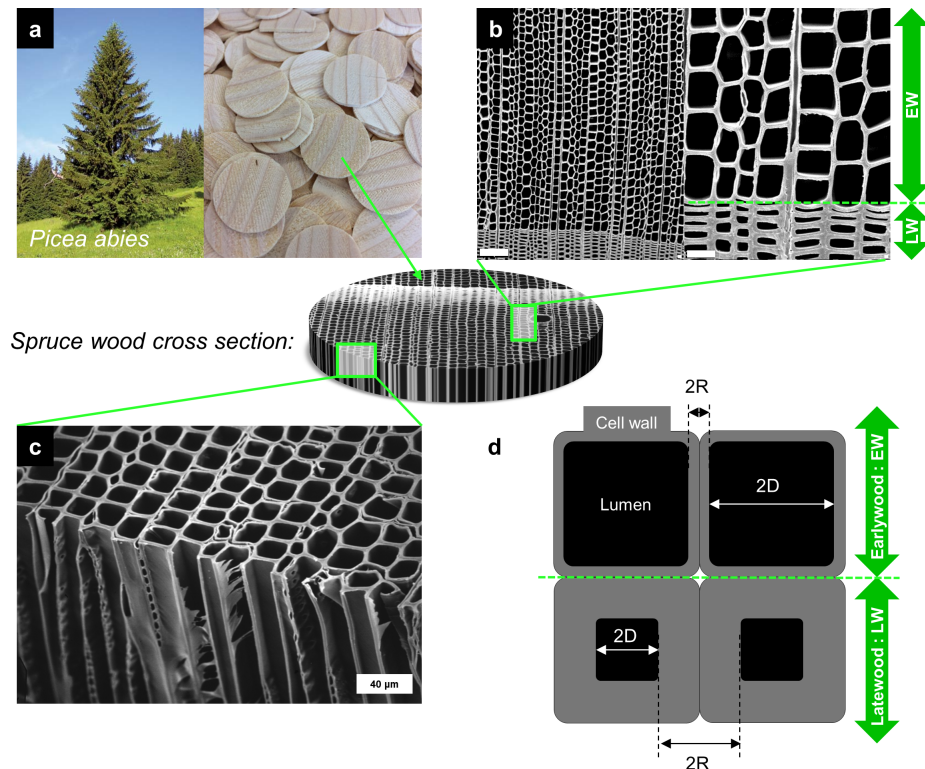 a
Picea abies
b
EW
LW
Spruce wood cross section:
c
40 µm
d
2R
Cell wall
Lumen
2D
Earlywood : EW
2D
Latewood : LW
2R